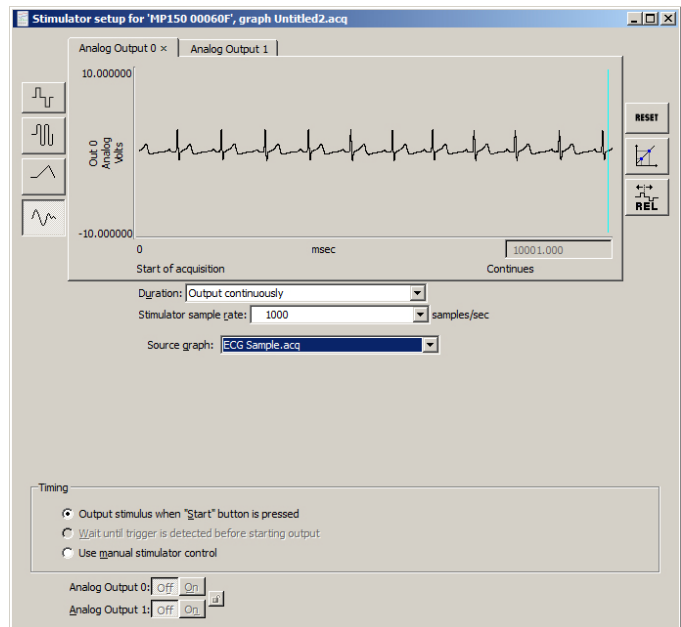 Stimulator setup for 'MP150 00060F', graph Untitled2.acq
Analog Output 0 ×
Analog Output 1
10.000000
Out 0
Analog
Volts
-10.000000
0
msec
10001.000
Start of acquisition
Continues
RESET
REL
Duration: Output continuously
Stimulator sample rate: 1000 samples/sec
Source graph: ECG Sample.acq
Timing
Output stimulus when "Start" button is pressed
Wait until trigger is detected before starting output
Use manual stimulator control
Analog Output 0: Off On
Analog Output 1: Off On